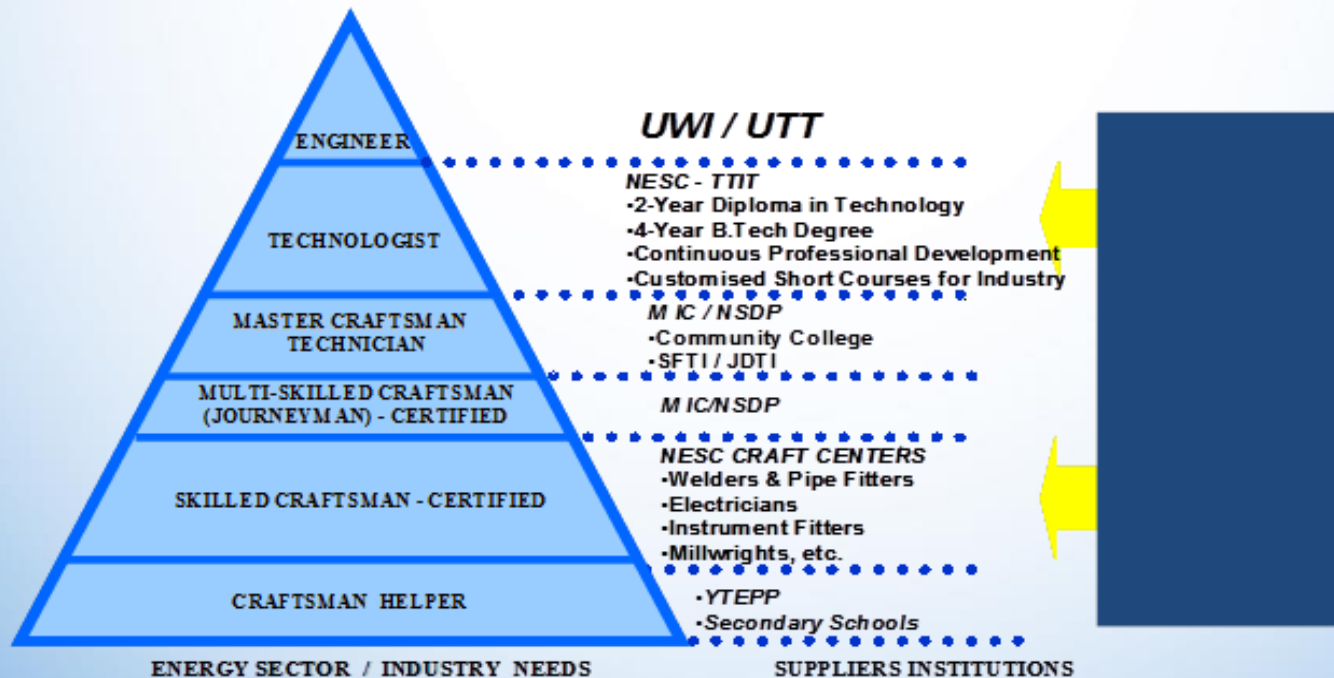 ENGINEER
UWI / UTT
TECHNOLOGIST
NESC - TTIT
•2-Year Diploma in Technology
•4-Year B.Tech Degree
•Continuous Professional Development
•Customised Short Courses for Industry
MASTER CRAFTSMAN
TECHNICIAN
MIC / NSDP
•Community College
•SFTI / JDTI
MULTI-SKILLED CRAFTSMAN
(JOURNEYMAN) - CERTIFIED
MIC/NSDP
SKILLED CRAFTSMAN - CERTIFIED
NESC CRAFT CENTERS
•Welders & Pipe Fitters
•Electricians
•Instrument Fitters
•Millwrights, etc.
CRAFTSMAN HELPER
•YTEPP
•Secondary Schools
ENERGY SECTOR / INDUSTRY NEEDS
SUPPLIERS INSTITUTIONS